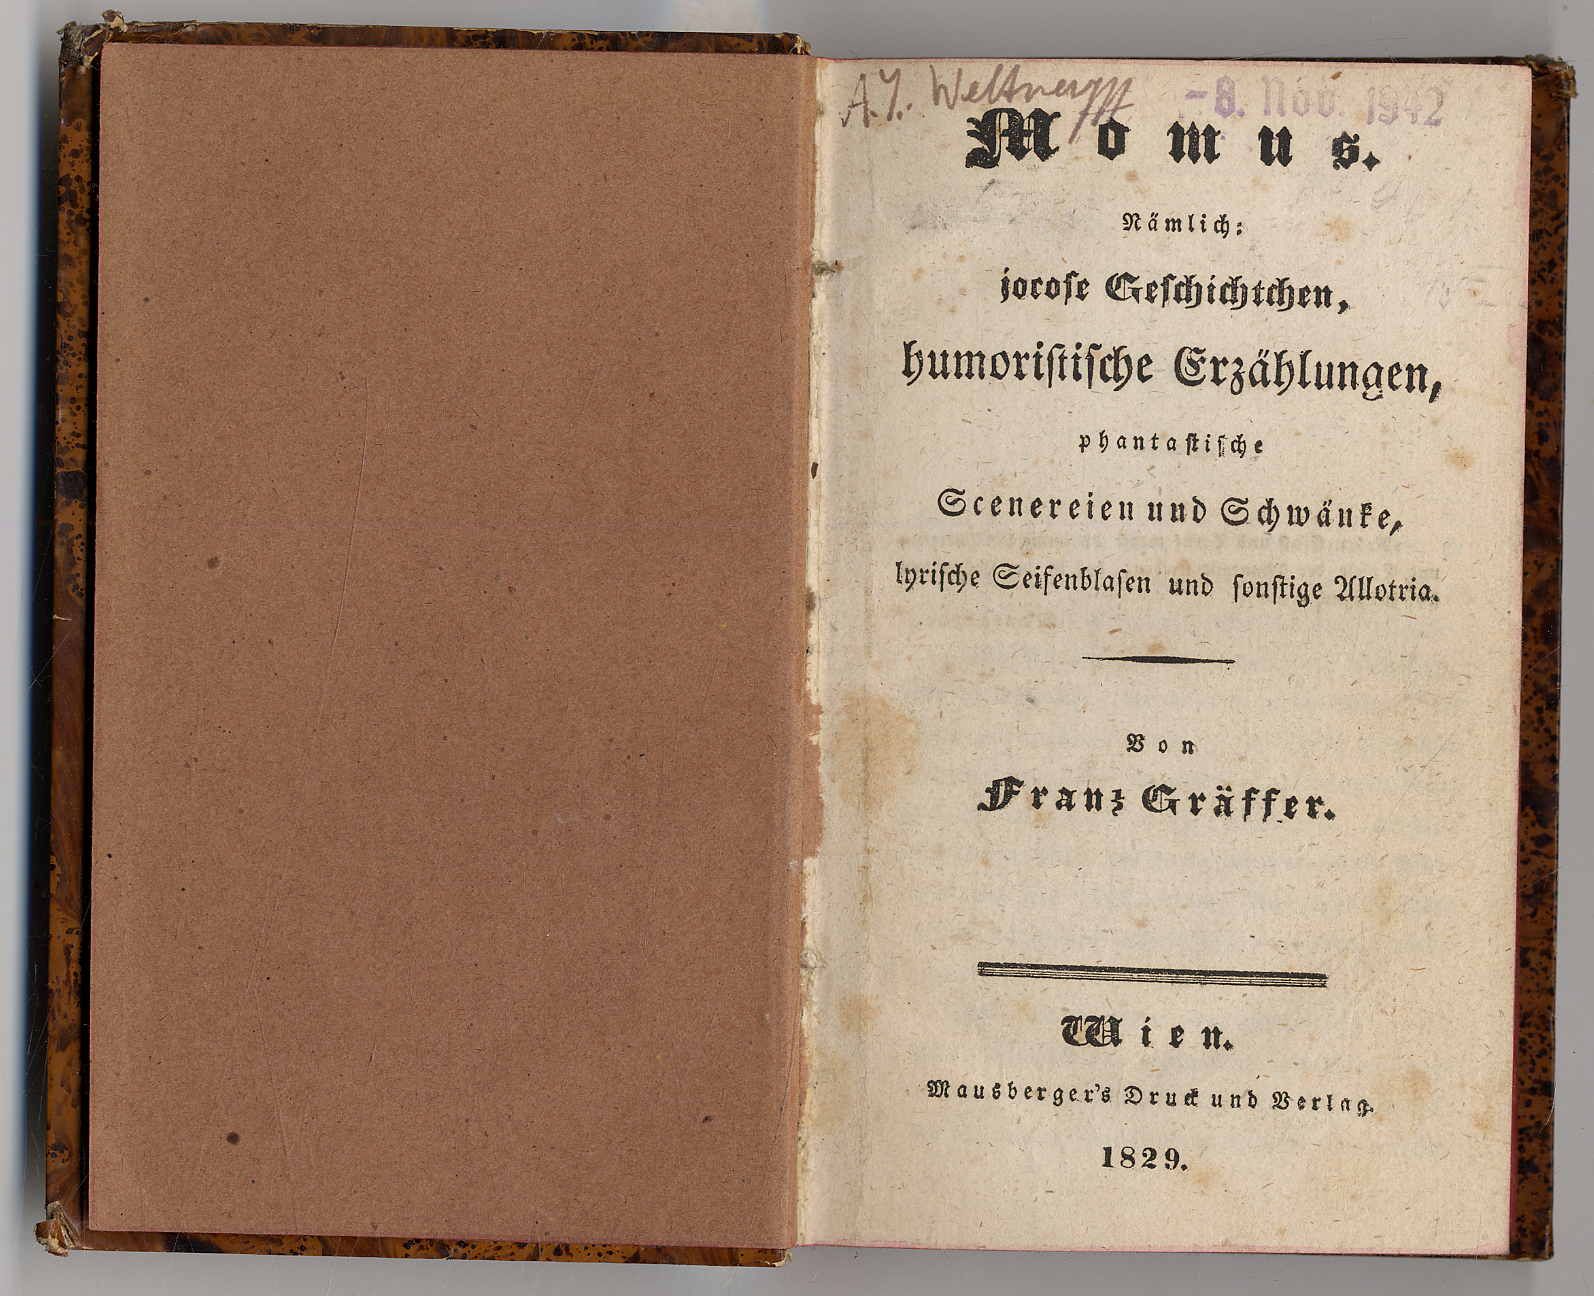 A. J. Weltner
-8. Nov. 1942
Momus.
Nämlich:
jocoſe Geſchichtchen,
humoriſtiſche Erzählungen,
phantaſtiſche
Scenereien und Schwänke,
lyriſche Seifenblaſen und ſonſtige Allotria.
Von
Franz Gräffer.
Wien.
Mausberger's Druck und Verlag.
1829.